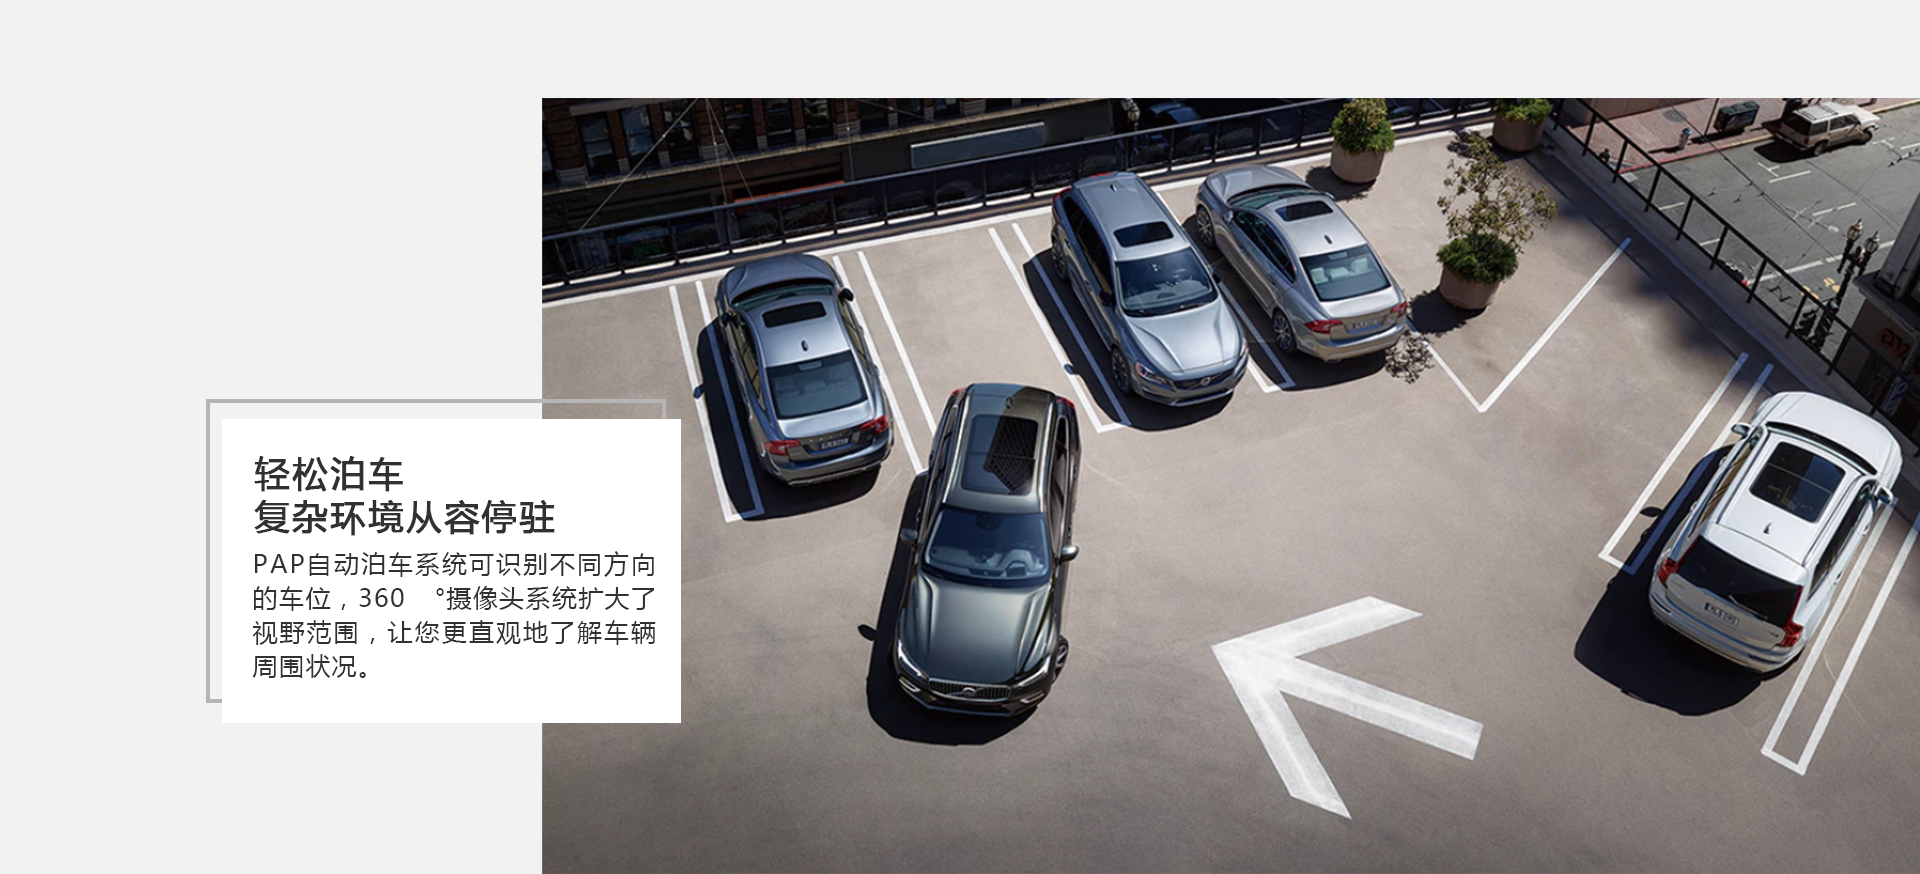 轻松泊车
复杂环境从容停驻
PAP自动泊车系统可识别不同方向
的车位，360 °摄像头系统扩大了
视野范围，让您更直观地了解车辆
周围状况。